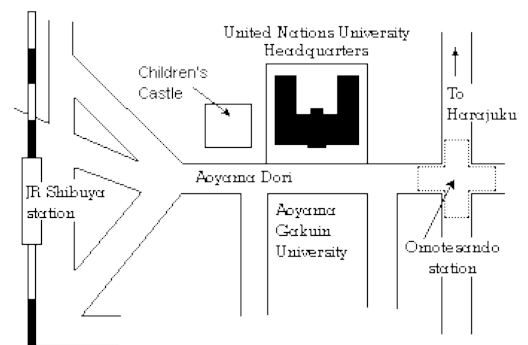 United Nations University
Headquarters
Children's
Castle
To
Harajuku
Aoyama Dori
JR Shibuya
station
Aoyama
Gakuin
University
Omotesando
station